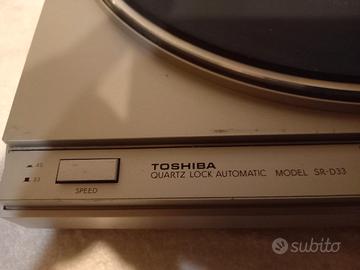 TOSHIBA
QUARTZ LOCK AUTOMATIC MODEL SR-D33
45
33
SPEED
subito